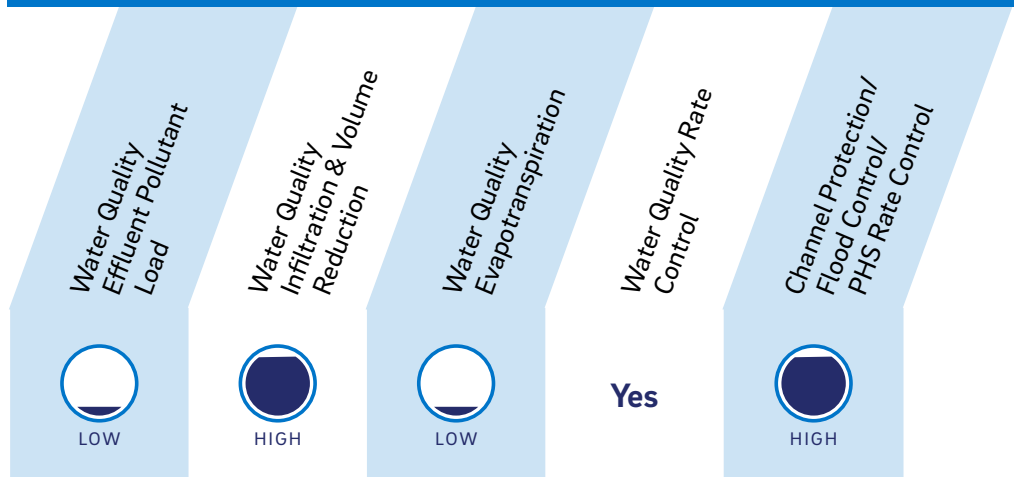 Water Quality
Effluent Pollutant
Load
Water Quality
Infiltration & Volume
Reduction
Water Quality
Evapotranspiration
Water Quality Rate
Control
Channel Protection/
Flood Control/
PHS Rate Control
LOW
HIGH
LOW
Yes
HIGH